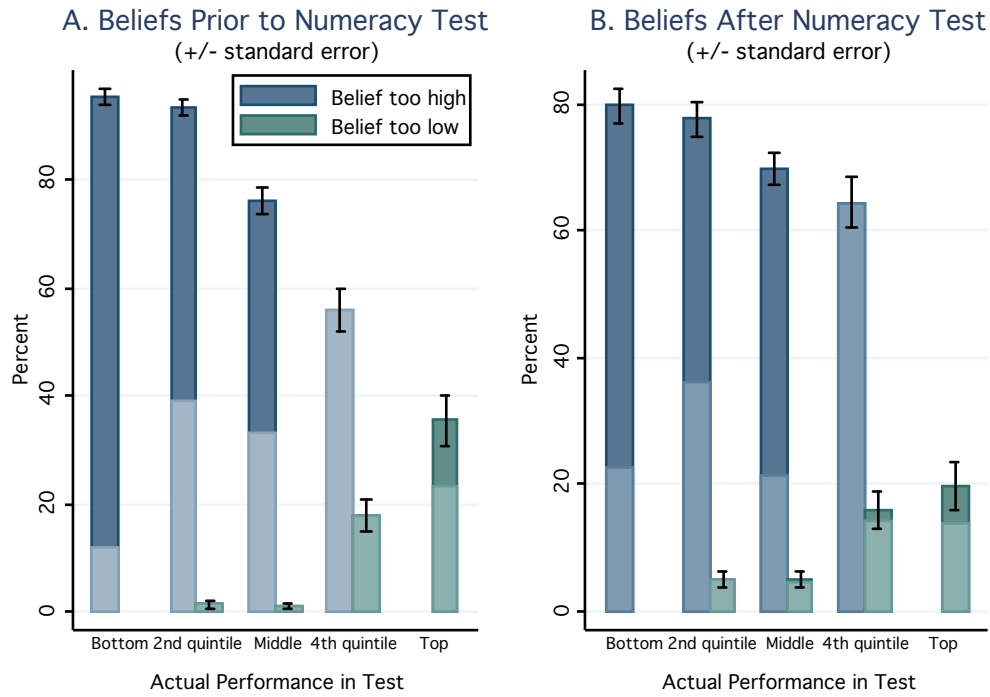 A. Beliefs Prior to Numeracy Test
(+/- standard error)
Belief too high
Belief too low
80
60
40
20
0
Percent
Bottom 2nd quintile Middle 4th quintile Top
Actual Performance in Test
B. Beliefs After Numeracy Test
(+/- standard error)
80
60
40
20
0
Percent
Bottom 2nd quintile Middle 4th quintile Top
Actual Performance in Test